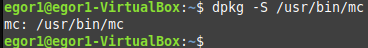 egor1@egor1-VirtualBox:~$ dpkg -S /usr/bin/mc
mc: /usr/bin/mc
egor1@egor1-VirtualBox:~$